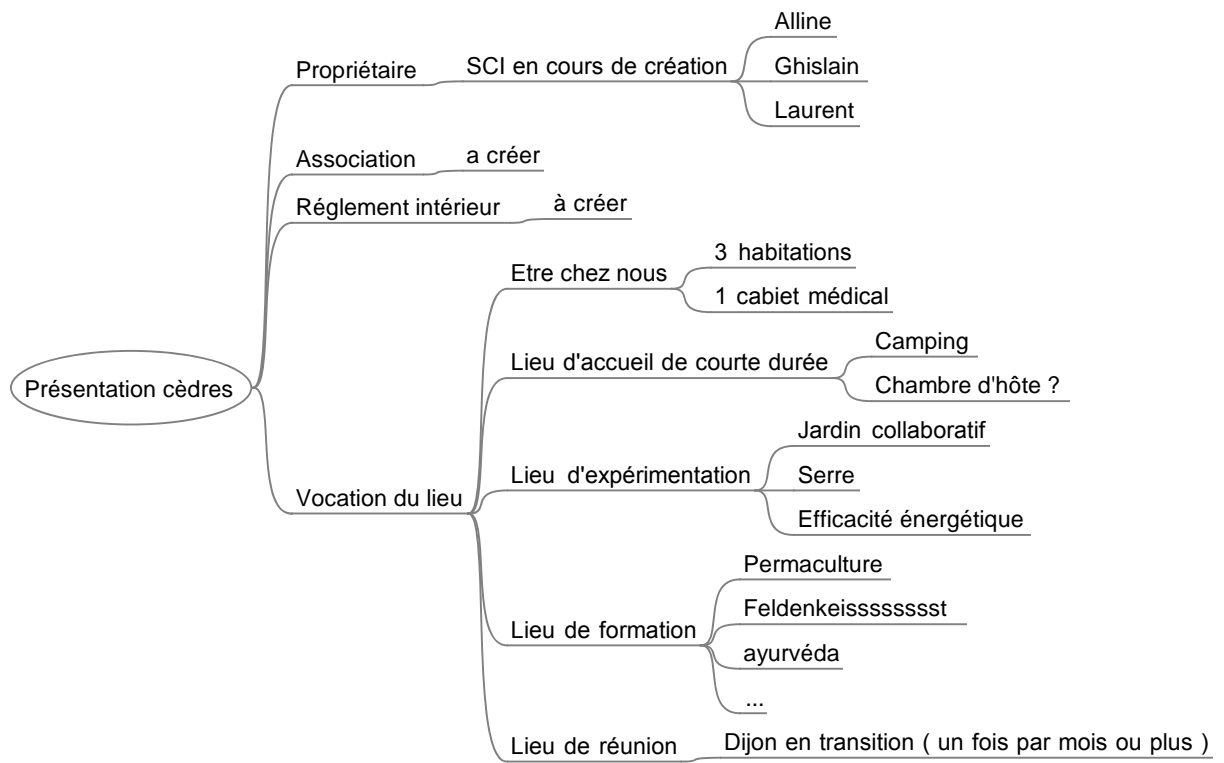 Présentation cèdres
Propriétaire
SCI en cours de création
Alline
Ghislain
Laurent
Association
a créer
Réglement intérieur
à créer
Vocation du lieu
Etre chez nous
3 habitations
1 cabiet médical
Lieu d'accueil de courte durée
Camping
Chambre d'hôte ?
Lieu d'expérimentation
Jardin collaboratif
Serre
Efficacité énergétique
Lieu de formation
Permaculture
Feldenkeisssssssst
ayurvéda
...
Lieu de réunion
Dijon en transition ( un fois par mois ou plus )